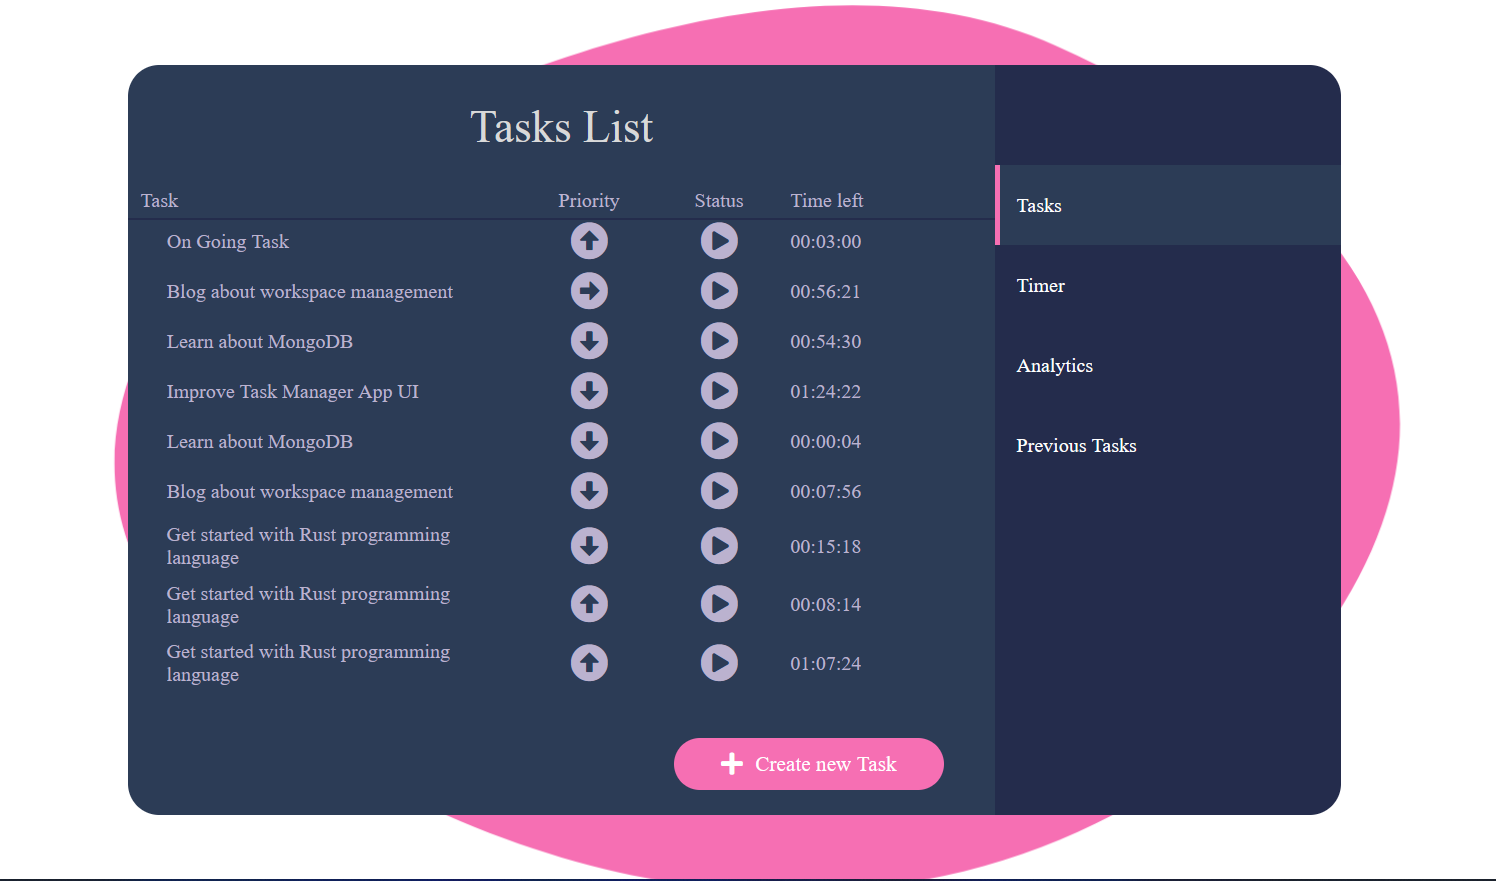 Tasks List
Task Priority Status Time left
On Going Task 00:03:00
Blog about workspace management 00:56:21
Learn about MongoDB 00:54:30
Improve Task Manager App UI 01:24:22
Learn about MongoDB 00:00:04
Blog about workspace management 00:07:56
Get started with Rust programming
language 00:15:18
Get started with Rust programming
language 00:08:14
Get started with Rust programming
language 01:07:24
Create new Task
Tasks
Timer
Analytics
Previous Tasks